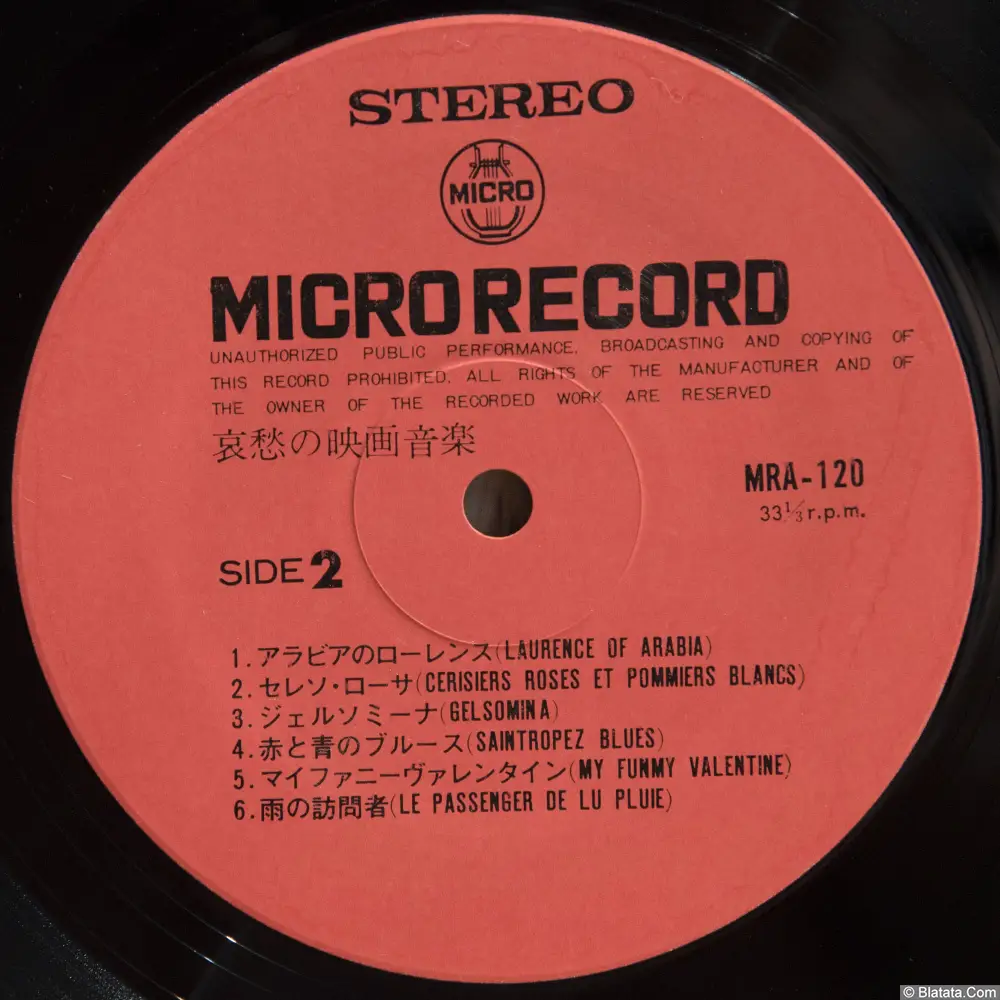 STEREO
MICRO
MICRO RECORD
UNAUTHORIZED PUBLIC PERFORMANCE, BROADCASTING AND COPYING OF
THIS RECORD PROHIBITED. ALL RIGHTS OF THE MANUFACTURER AND OF
THE OWNER OF THE RECORDED WORK ARE RESERVED
哀愁の映画音楽
MRA-120
33 1/3 r.p.m.
SIDE 2
1.アラビアのローレンス(LAURENCE OF ARABIA)
2.セレソ・ローサ(CERISIERS ROSES ET POMMIERS BLANCS)
3.ジェルソミーナ(GELSOMINA)
4.赤と青のブルース(SAINTROPEZ BLUES)
5.マイファニーヴァレンタイン(MY FUMMY VALENTINE)
6.雨の訪問者(LE PASSENGER DE LU PLUIE)
© Blatata.Com